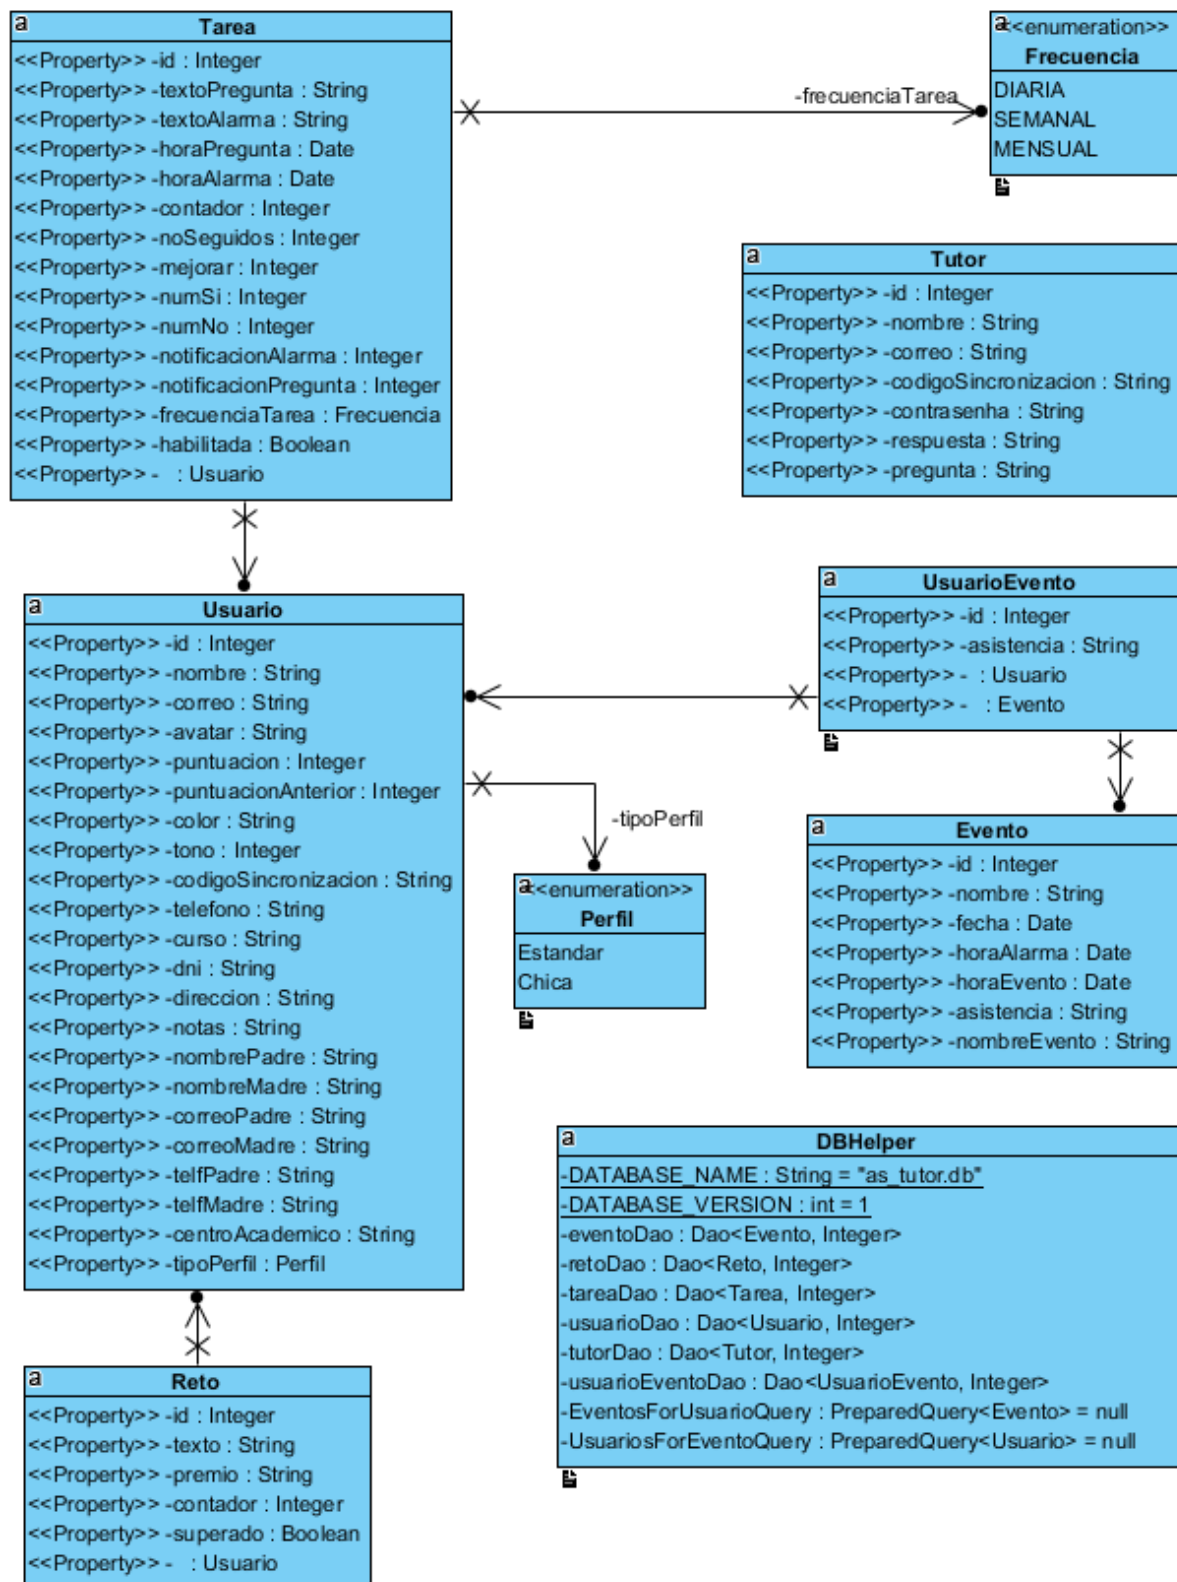 a
Tarea
<<Property>> -id : Integer
<<Property>> -textoPregunta : String
<<Property>> -textoAlarma : String
<<Property>> -horaPregunta : Date
<<Property>> -horaAlarma : Date
<<Property>> -contador : Integer
<<Property>> -noSeguidos : Integer
<<Property>> -mejorar : Integer
<<Property>> -numSi : Integer
<<Property>> -numNo : Integer
<<Property>> -notificacionAlarma : Integer
<<Property>> -notificacionPregunta : Integer
<<Property>> -frecuenciaTarea : Frecuencia
<<Property>> -habilitada : Boolean
<<Property>> - : Usuario
-frecuenciaTarea
a
<<enumeration>>
Frecuencia
DIARIA
SEMANAL
MENSUAL
a
Tutor
<<Property>> -id : Integer
<<Property>> -nombre : String
<<Property>> -correo : String
<<Property>> -codigoSincronizacion : String
<<Property>> -contrasenha : String
<<Property>> -respuesta : String
<<Property>> -pregunta : String
a
Usuario
<<Property>> -id : Integer
<<Property>> -nombre : String
<<Property>> -correo : String
<<Property>> -avatar : String
<<Property>> -puntuacion : Integer
<<Property>> -puntuacionAnterior : Integer
<<Property>> -color : String
<<Property>> -tono : Integer
<<Property>> -codigoSincronizacion : String
<<Property>> -telefono : String
<<Property>> -curso : String
<<Property>> -dni : String
<<Property>> -direccion : String
<<Property>> -notas : String
<<Property>> -nombrePadre : String
<<Property>> -nombreMadre : String
<<Property>> -correoPadre : String
<<Property>> -correoMadre : String
<<Property>> -telfPadre : String
<<Property>> -telfMadre : String
<<Property>> -centroAcademico : String
<<Property>> -tipoPerfil : Perfil
a
UsuarioEvento
<<Property>> -id : Integer
<<Property>> -asistencia : String
<<Property>> - : Usuario
<<Property>> - : Evento
-tipoPerfil
a
<<enumeration>>
Perfil
Estandar
Chica
a
Evento
<<Property>> -id : Integer
<<Property>> -nombre : String
<<Property>> -fecha : Date
<<Property>> -horaAlarma : Date
<<Property>> -horaEvento : Date
<<Property>> -asistencia : String
<<Property>> -nombreEvento : String
a
DBHelper
-DATABASE_NAME : String = "as_tutor.db"
-DATABASE_VERSION : int = 1
-eventoDao : Dao<Evento, Integer>
-retoDao : Dao<Reto, Integer>
-tareaDao : Dao<Tarea, Integer>
-usuarioDao : Dao<Usuario, Integer>
-tutorDao : Dao<Tutor, Integer>
-usuarioEventoDao : Dao<UsuarioEvento, Integer>
-EventosForUsuarioQuery : PreparedQuery<Evento> = null
-UsuariosForEventoQuery : PreparedQuery<Usuario> = null
a
Reto
<<Property>> -id : Integer
<<Property>> -texto : String
<<Property>> -premio : String
<<Property>> -contador : Integer
<<Property>> -superado : Boolean
<<Property>> - : Usuario